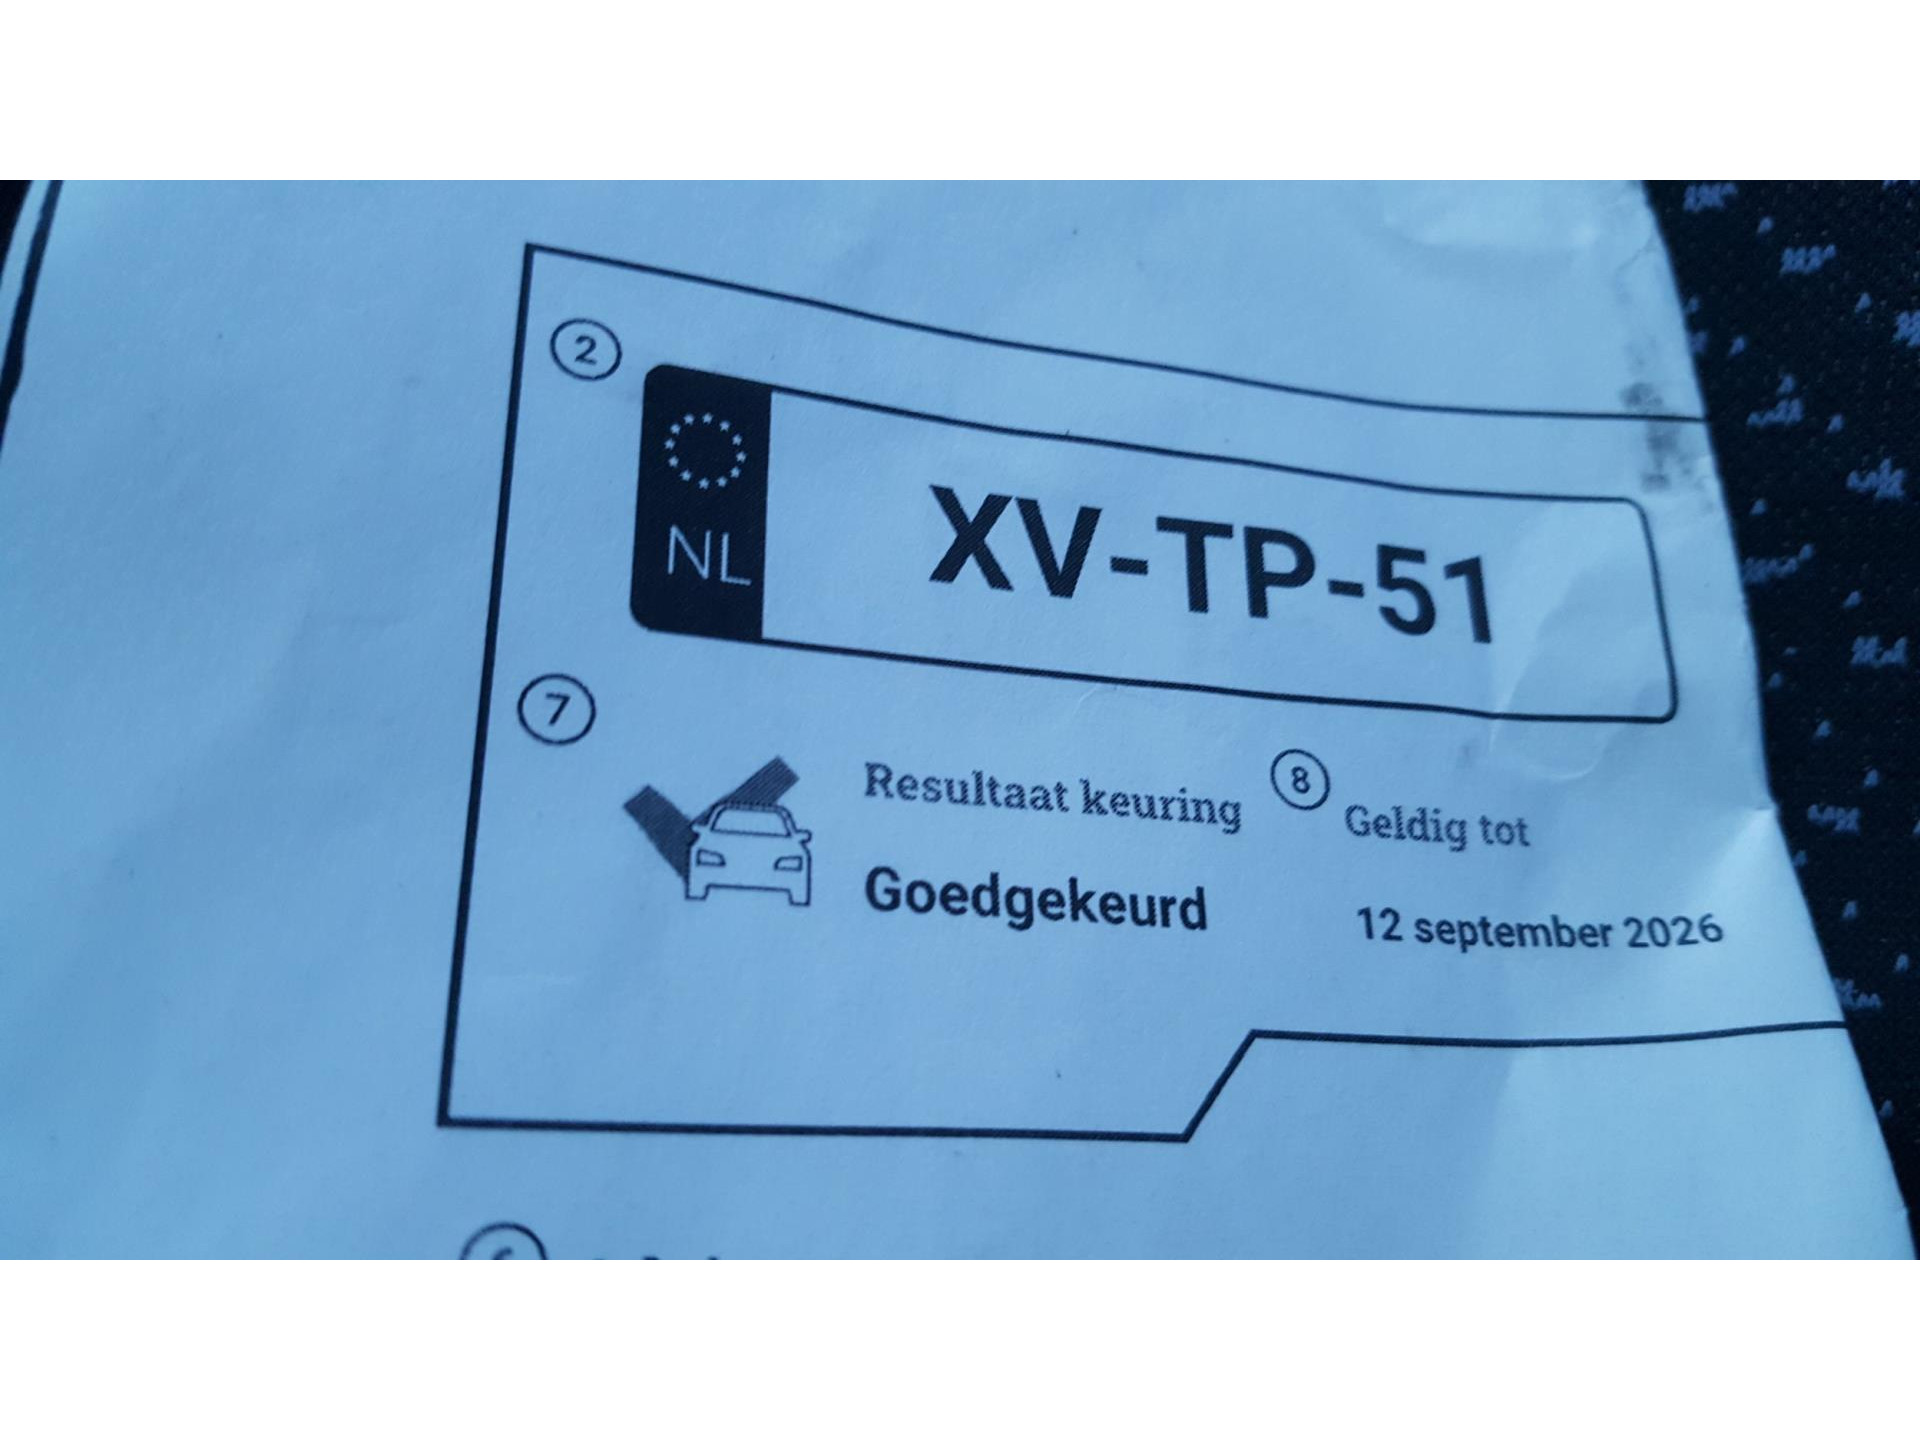 2
NL
XV-TP-51
7
Resultaat keuring
8
Geldig tot
Goedgekeurd
12 september 2026